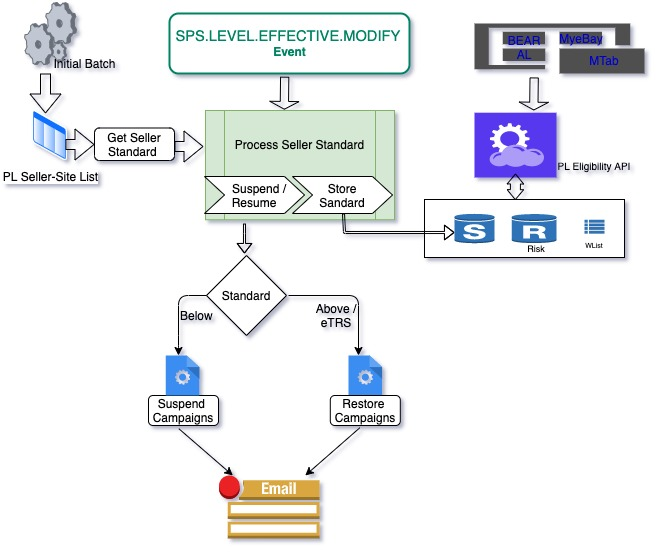 SPS.LEVEL.EFFECTIVE.MODIFY
Event
BEAR
AL
MyeBay
MTab
Initial Batch
Get Seller
Standard
Process Seller Standard
PL Seller-Site List
PL Eligibility API
Suspend /
Resume
Store
Sandard
S
R
Risk
WList
Standard
Below
Above /
eTRS
Suspend
Campaigns
Restore
Campaigns
Email